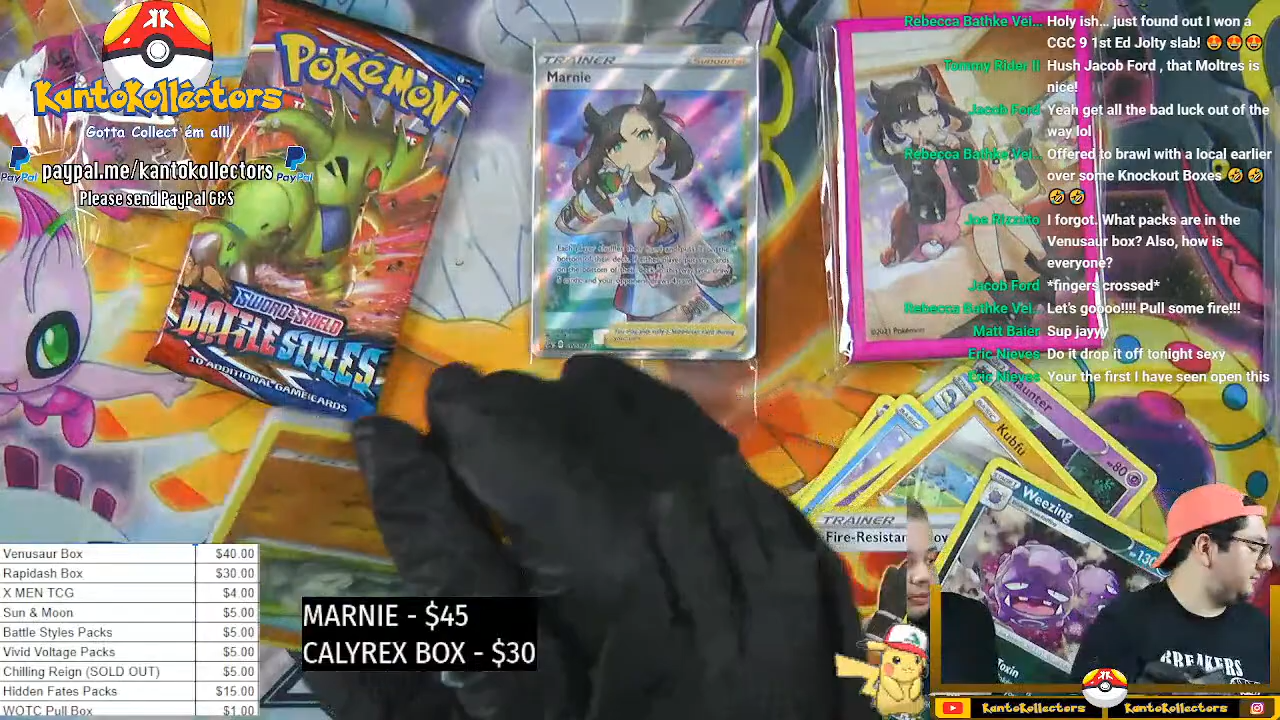 KantoKollectors
Gotta Collect ém all!
PayPal paypal.me/kantokollectors PayPal
Please send PayPal G&S
POKéMON
SWORD & SHIELD
BATTLE STYLES
10 ADDITIONAL GAME CARDS
TRAINER Supporter
Marnie
©2021 Pokémon
Rebecca Bathke Vei... Holy ish... just found out I won a
CGC 9 1st Ed Jolty slab! 🤩 🤩 🤩
Tommy Rider II Hush Jacob Ford , that Moltres is
nice!
Jacob Ford Yeah get all the bad luck out of the
way lol
Rebecca Bathke Vei... Offered to brawl with a local earlier
over some Knockout Boxes 🤣 🤣
🤣
Joe Rizzuto I forgot. What packs are in the
Venusaur box? Also, how is
everyone?
Jacob Ford *fingers crossed*
Rebecca Bathke Vei... Let's goooo!!!! Pull some fire!!!
Matt Baier Sup jayyy
Eric Nieves Do it drop it off tonight sexy
Eric Nieves Your the first I have seen open this
Kubfu
80
TRAINER
Weezing
130
Toxin
Venusaur Box $40.00
Rapidash Box $30.00
X MEN TCG $4.00
Sun & Moon $5.00
Battle Styles Packs $5.00
Vivid Voltage Packs $5.00
Chilling Reign (SOLD OUT) $5.00
Hidden Fates Packs $15.00
WOTC Pull Box $1.00
MARNIE - $45
CALYREX BOX - $30
BREAKERS
KantoKollectors KantoKollectors